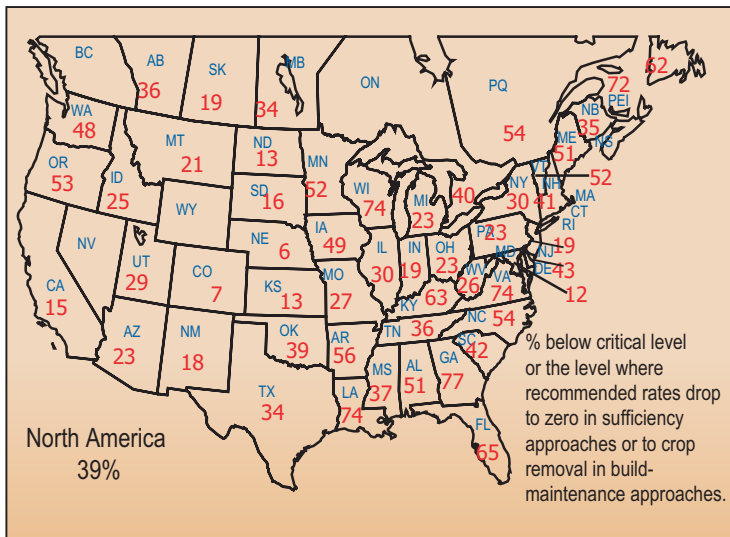 BC
AB
36
SK
19
MB
34
ON
PQ
54
62
72
PEI
NB
35
NS
ME
51
WA
48
OR
53
ID
25
MT
21
ND
13
MN
52
SD
16
WI
74
MI
23
40
NY
30
VT
NH
41
52
MA
CT
RI
WY
NV
UT
29
CO
7
NE
6
IA
49
IL
30
IN
19
OH
23
PA
23
NJ
19
MD
DE
43
12
WV
26
VA
74
CA
15
KS
13
MO
27
KY
63
NC
54
TN
36
SC
42
AZ
23
NM
18
OK
39
AR
56
MS
37
AL
51
GA
77
TX
34
LA
74
FL
65
North America
39%
% below critical level
or the level where
recommended rates drop
to zero in sufficiency
approaches or to crop
removal in build-
maintenance approaches.